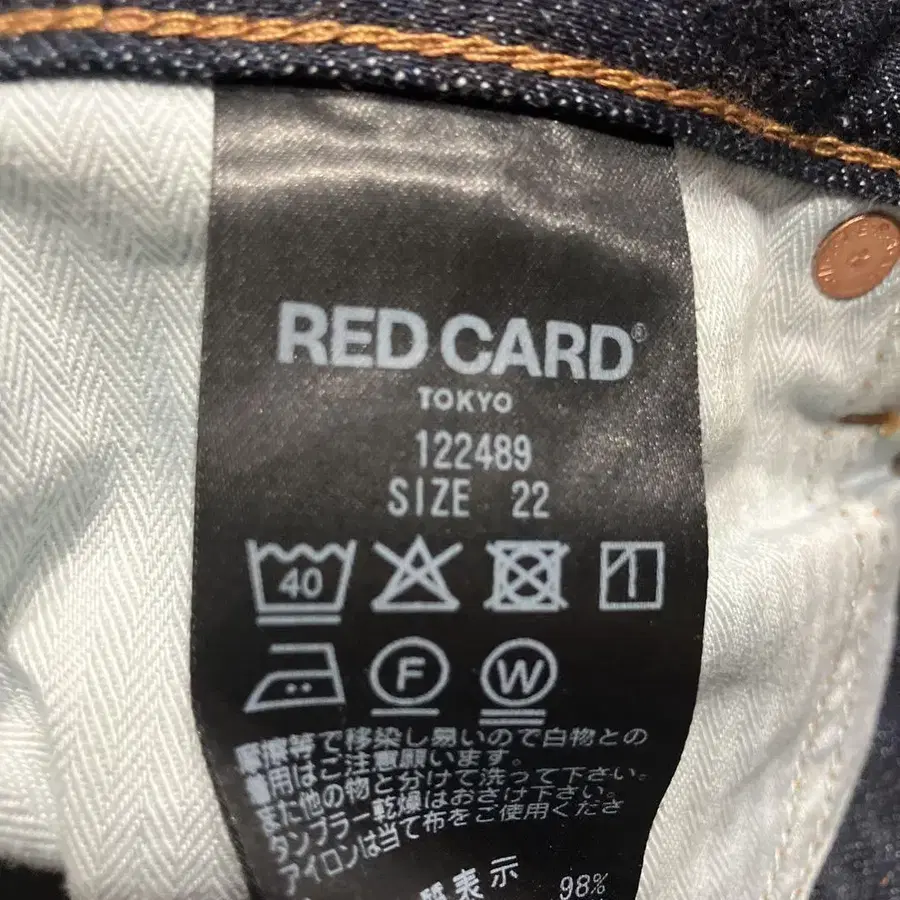 RED CARD®
TOKYO
122489
SIZE 22
40
F W
摩擦等で移染し易いので白物との
着用はご注意願います。
また他の物と分けて洗って下さい。
タンブラー乾燥はおさけ下さい。
アイロンは当て布をご使用くださ
質表示
98%